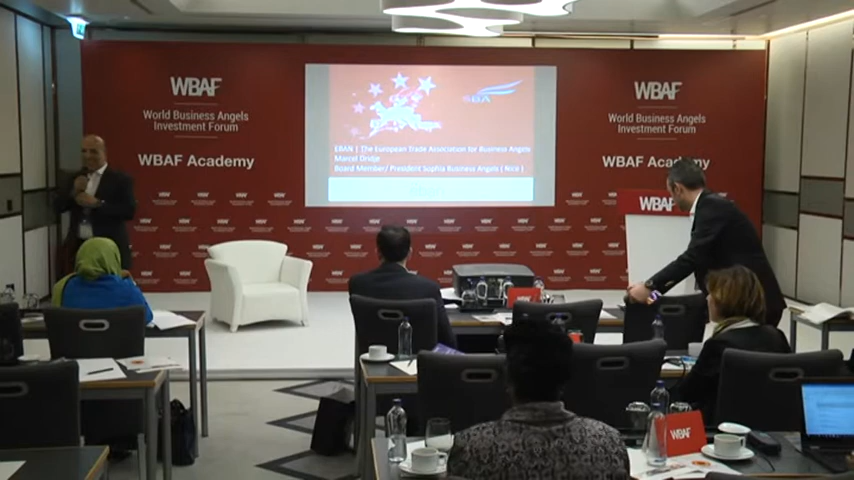 WBAF
World Business Angels
Investment Forum
WBAF Academy
SBA
EBAN | The European Trade Association for Business Angels
Marcel Dridje
Board Member/ President Sophia Business Angels ( Nice )
WBAF
World Business Angels
Investment Forum
WBAF Academy
WBAF
WBAF